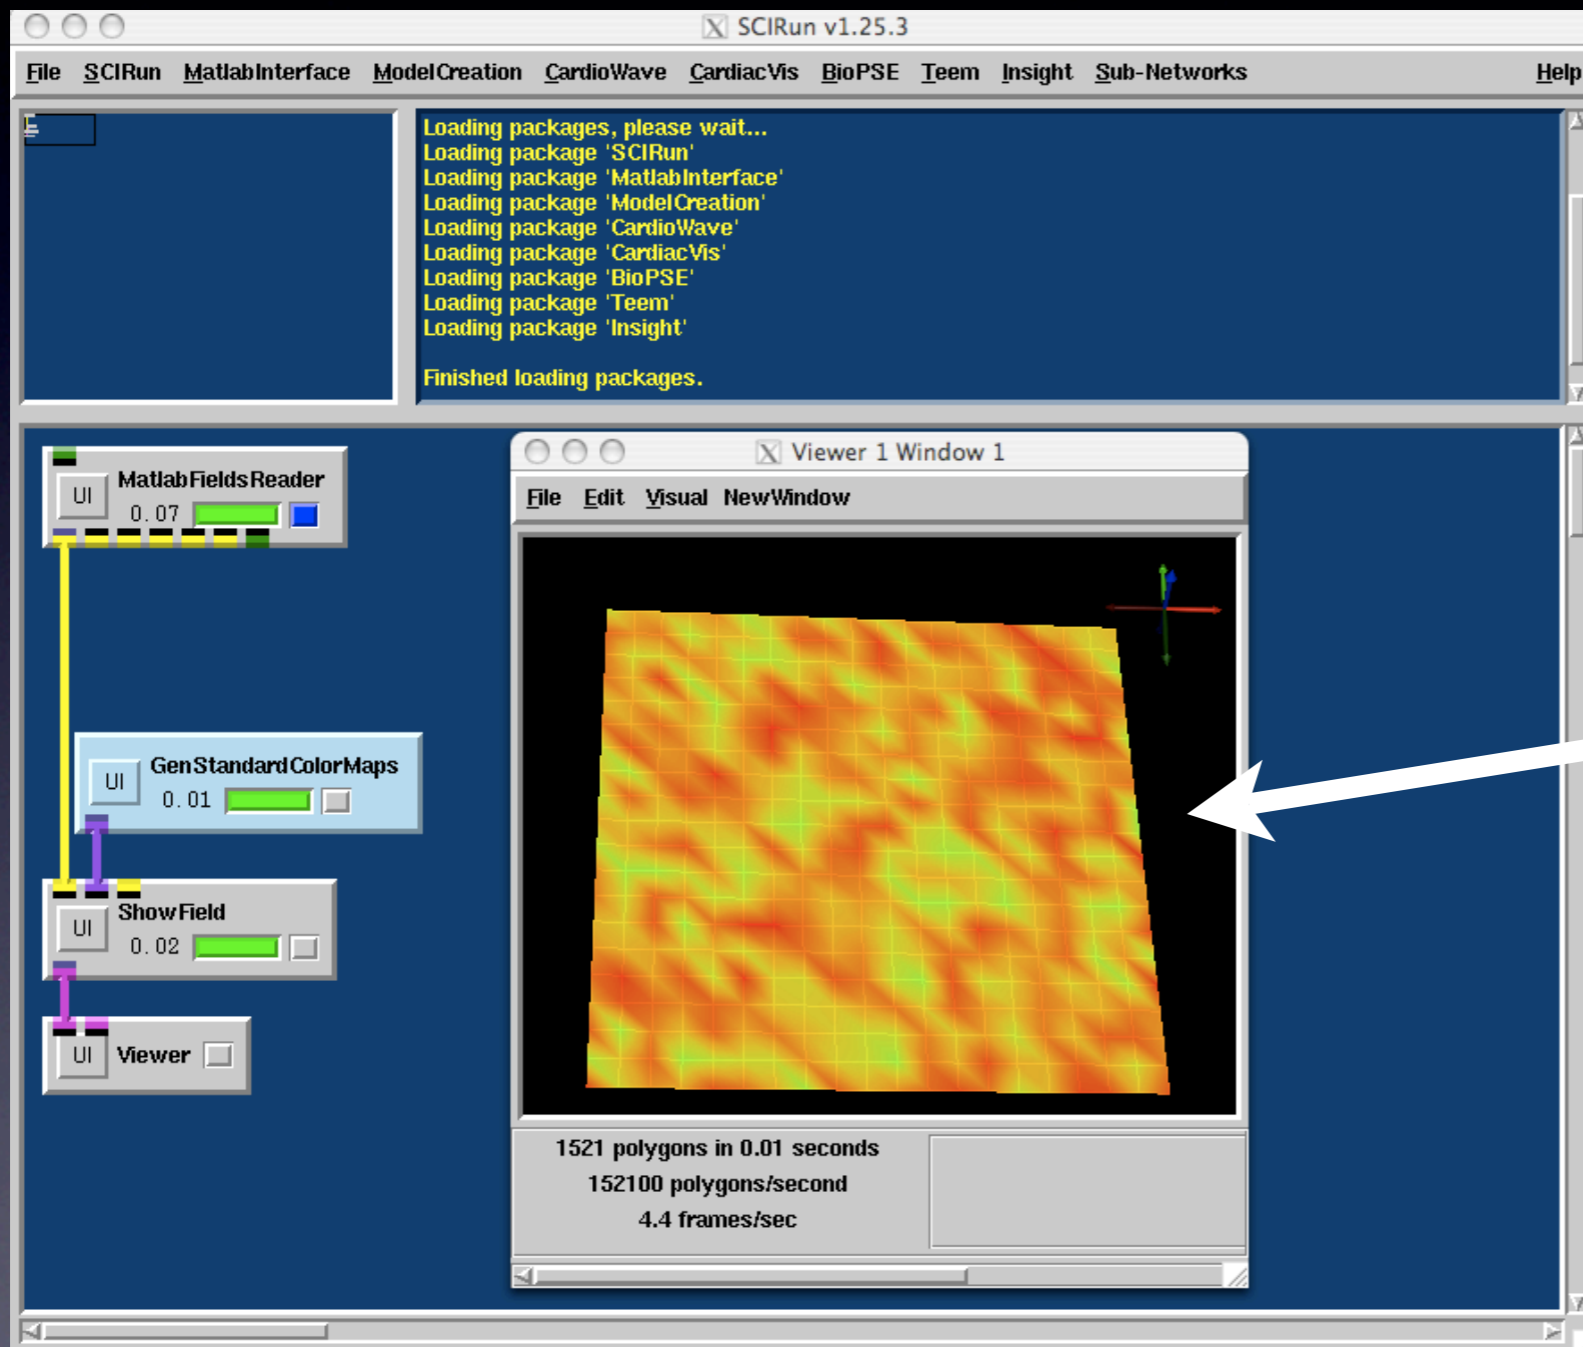 SCIRun v1.25.3
File SCIRun MatlabInterface ModelCreation CardioWave CardiacVis BioPSE Teem Insight Sub-Networks Help
Loading packages, please wait...
Loading package 'SCIRun'
Loading package 'MatlabInterface'
Loading package 'ModelCreation'
Loading package 'CardioWave'
Loading package 'CardiacVis'
Loading package 'BioPSE'
Loading package 'Teem'
Loading package 'Insight'
Finished loading packages.
MatlabFieldsReader
UI
0.07
GenStandardColorMaps
UI
0.01
ShowField
UI
0.02
UI Viewer
Viewer 1 Window 1
File Edit Visual NewWindow
1521 polygons in 0.01 seconds
152100 polygons/second
4.4 frames/sec